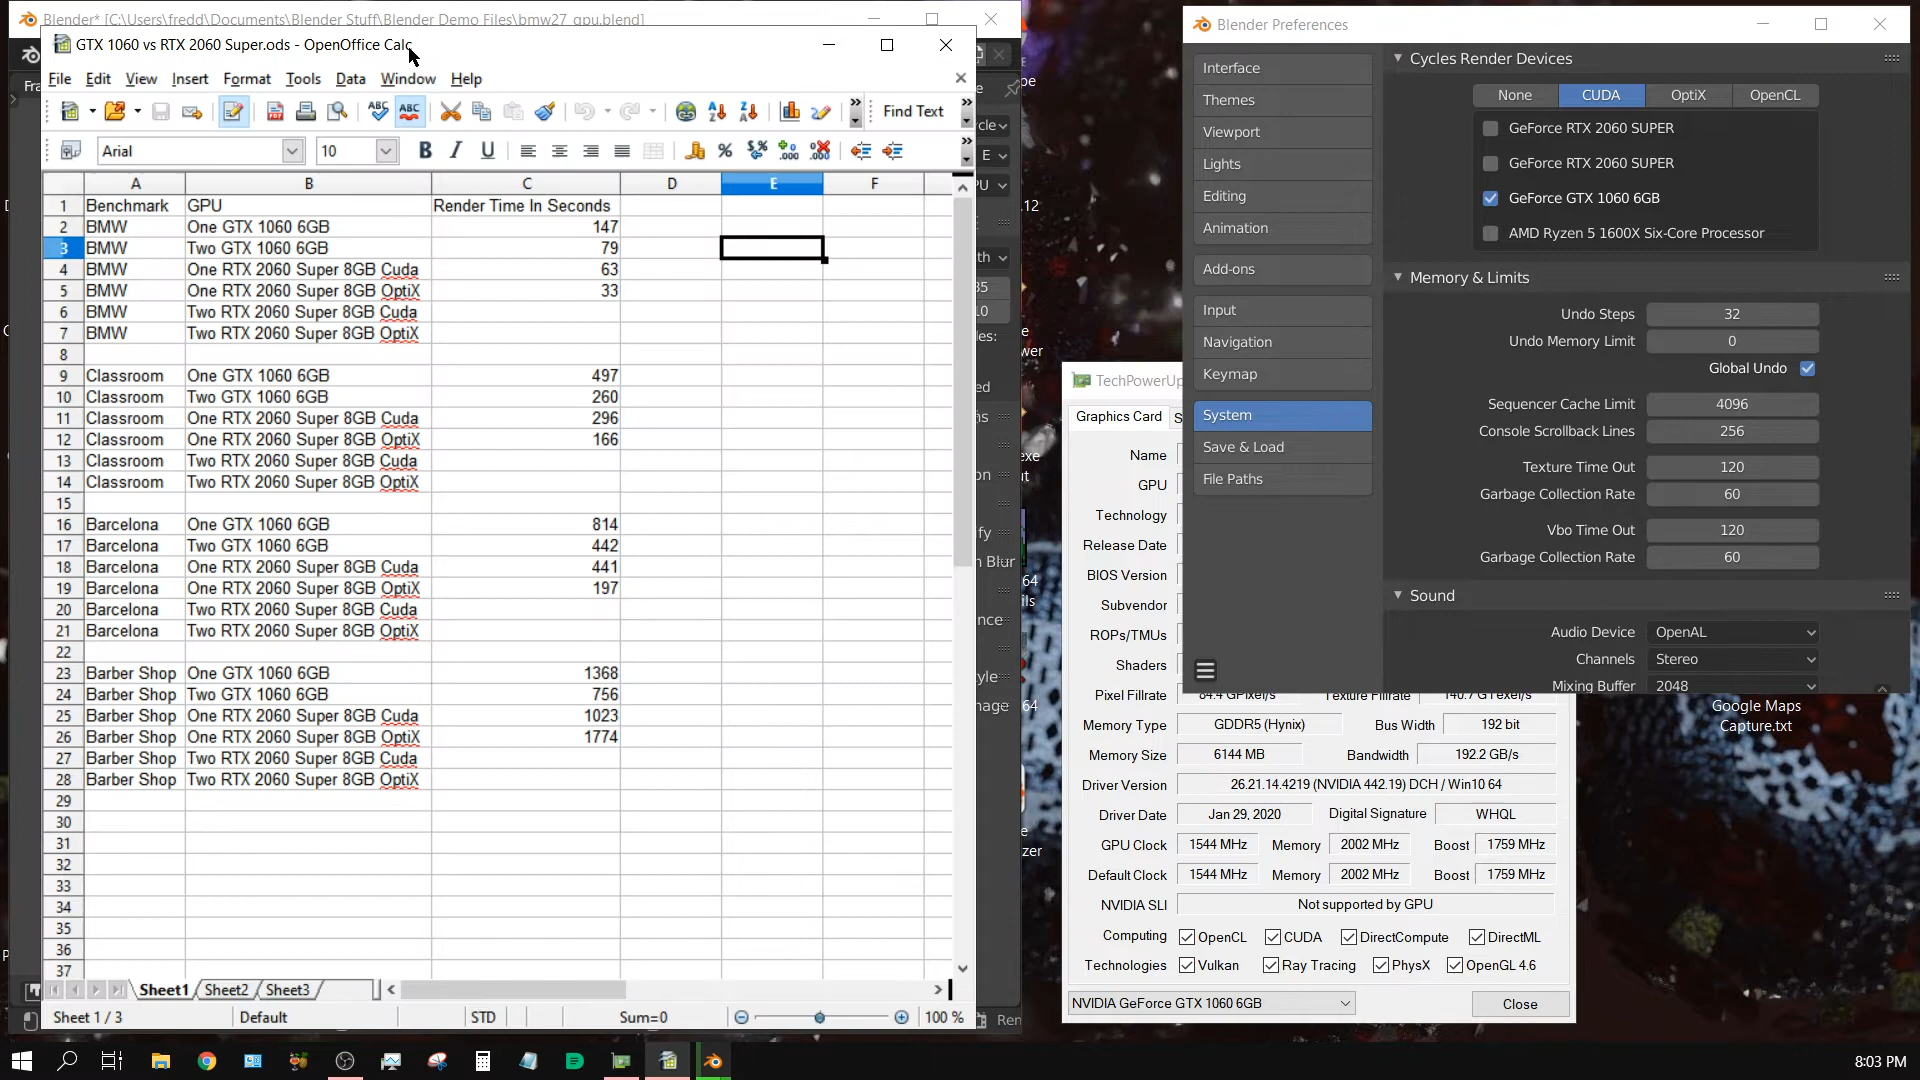 Blender* [C:\Users\fredd\Documents\Blender Stuff\Blender Demo Files\bmw27_gpu.blend]
GTX 1060 vs RTX 2060 Super.ods - OpenOffice Calc
File Edit View Insert Format Tools Data Window Help
Find Text
Arial 10
A B C D E F
1 Benchmark GPU Render Time In Seconds
2 BMW One GTX 1060 6GB 147
3 BMW Two GTX 1060 6GB 79
4 BMW One RTX 2060 Super 8GB Cuda 63
5 BMW One RTX 2060 Super 8GB OptiX 33
6 BMW Two RTX 2060 Super 8GB Cuda
7 BMW Two RTX 2060 Super 8GB OptiX
8
9 Classroom One GTX 1060 6GB 497
10 Classroom Two GTX 1060 6GB 260
11 Classroom One RTX 2060 Super 8GB Cuda 296
12 Classroom One RTX 2060 Super 8GB OptiX 166
13 Classroom Two RTX 2060 Super 8GB Cuda
14 Classroom Two RTX 2060 Super 8GB OptiX
15
16 Barcelona One GTX 1060 6GB 814
17 Barcelona Two GTX 1060 6GB 442
18 Barcelona One RTX 2060 Super 8GB Cuda 441
19 Barcelona One RTX 2060 Super 8GB OptiX 197
20 Barcelona Two RTX 2060 Super 8GB Cuda
21 Barcelona Two RTX 2060 Super 8GB OptiX
22
23 Barber Shop One GTX 1060 6GB 1368
24 Barber Shop Two GTX 1060 6GB 756
25 Barber Shop One RTX 2060 Super 8GB Cuda 1023
26 Barber Shop One RTX 2060 Super 8GB OptiX 1774
27 Barber Shop Two RTX 2060 Super 8GB Cuda
28 Barber Shop Two RTX 2060 Super 8GB OptiX
29
30
31
32
33
34
35
36
37
Sheet1 Sheet2 Sheet3
Sheet 1 / 3 Default STD Sum=0 100 %
Blender Preferences
Interface
Themes
Viewport
Lights
Editing
Animation
Add-ons
Input
Navigation
Keymap
System
Save & Load
File Paths
Cycles Render Devices
None CUDA OptiX OpenCL
GeForce RTX 2060 SUPER
GeForce RTX 2060 SUPER
GeForce GTX 1060 6GB
AMD Ryzen 5 1600X Six-Core Processor
Memory & Limits
Undo Steps 32
Undo Memory Limit 0
Global Undo
Sequencer Cache Limit 4096
Console Scrollback Lines 256
Texture Time Out 120
Garbage Collection Rate 60
Vbo Time Out 120
Garbage Collection Rate 60
Sound
Audio Device OpenAL
Channels Stereo
Mixing Buffer 2048
TechPowerUp
Graphics Card
Name
GPU
Technology
Release Date
BIOS Version
Subvendor
ROPs/TMUs
Shaders
Pixel Fillrate 84.4 GPixel/s Texture Fillrate 140.7 GTexel/s
Memory Type GDDR5 (Hynix) Bus Width 192 bit
Memory Size 6144 MB Bandwidth 192.2 GB/s
Driver Version 26.21.14.4219 (NVIDIA 442.19) DCH / Win10 64
Driver Date Jan 29, 2020 Digital Signature WHQL
GPU Clock 1544 MHz Memory 2002 MHz Boost 1759 MHz
Default Clock 1544 MHz Memory 2002 MHz Boost 1759 MHz
NVIDIA SLI Not supported by GPU
Computing OpenCL CUDA DirectCompute DirectML
Technologies Vulkan Ray Tracing PhysX OpenGL 4.6
NVIDIA GeForce GTX 1060 6GB Close
Google Maps
Capture.txt
8:03 PM